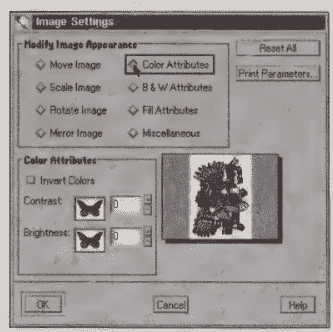 Image Settings
Modify Image Appearance
Move Image
Color Attributes
Scale Image
B & W Attributes
Rotate Image
Fill Attributes
Mirror Image
Miscellaneous
Reset All
Print Parameters...
Color Attributes
Invert Colors
Contrast:
0
Brightness:
0
OK
Cancel
Help